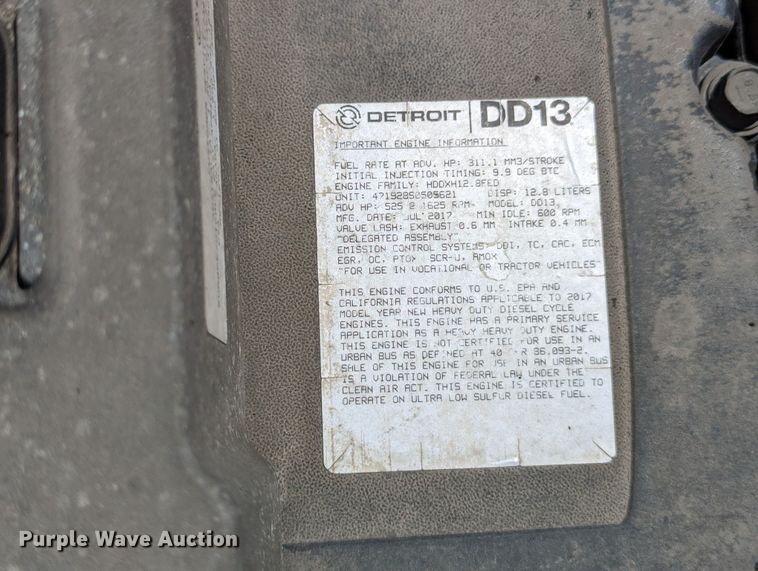 DETROIT DD13
IMPORTANT ENGINE INFORMATION
FUEL RATE AT ADV. HP: 311.1 MM3/STROKE
INITIAL INJECTION TIMING: 9.9 DEG BTC
ENGINE FAMILY: HDDXH12.8FED
UNIT: 471928S0509621 DISP: 12.8 LITERS
ADV HP: 525 @ 1625 RPM MODEL: DD13
MFG. DATE: JUL 2017 MIN IDLE: 600 RPM
VALVE LASH: EXHAUST 0.6 MM INTAKE 0.4 MM
"DELEGATED ASSEMBLY"
EMISSION CONTROL SYSTEMS: DDI, TC, CAC, ECM
EGR, OC, PTOX, SCR-U, AMOX
"FOR USE IN VOCATIONAL OR TRACTOR VEHICLES"
THIS ENGINE CONFORMS TO U.S. EPA AND
CALIFORNIA REGULATIONS APPLICABLE TO 2017
MODEL YEAR NEW HEAVY DUTY DIESEL CYCLE
ENGINES. THIS ENGINE HAS A PRIMARY SERVICE
APPLICATION AS A HEAVY HEAVY DUTY ENGINE.
THIS ENGINE IS NOT CERTIFIED FOR USE IN AN
URBAN BUS AS DEFINED AT 40 CFR 86.093-2.
SALE OF THIS ENGINE FOR USE IN AN URBAN BUS
IS A VIOLATION OF FEDERAL LAW UNDER THE
CLEAN AIR ACT. THIS ENGINE IS CERTIFIED TO
OPERATE ON ULTRA LOW SULFUR DIESEL FUEL.
Purple Wave Auction